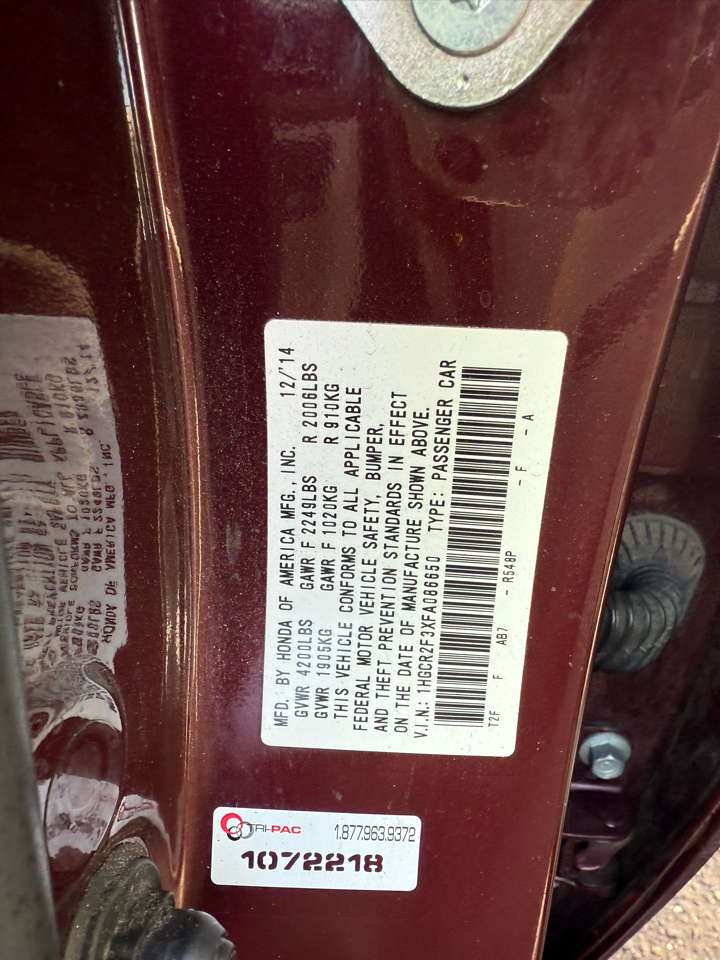 MFD. BY HONDA OF AMERICA MFG., INC. 12/'14
GVWR 4200LBS GAWR F 2249LBS R 2006LBS
GVWR 1905KG GAWR F 1020KG R 910KG
THIS VEHICLE CONFORMS TO ALL APPLICABLE
FEDERAL MOTOR VEHICLE SAFETY, BUMPER,
AND THEFT PREVENTION STANDARDS IN EFFECT
ON THE DATE OF MANUFACTURE SHOWN ABOVE.
V.I.N.: 1HGCR2F3XFA086650 TYPE: PASSENGER CAR
T2F F AB7 - R548P - F - A
TRI-PAC 1.877.963.9372
1072218